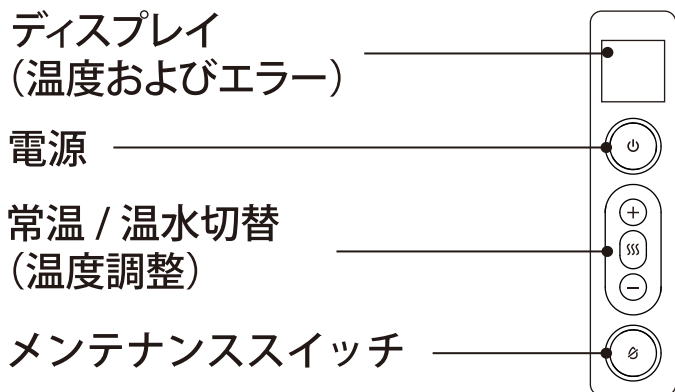 ディスプレイ
（温度およびエラー）
電源
常温 / 温水切替
（温度調整）
メンテナンススイッチ